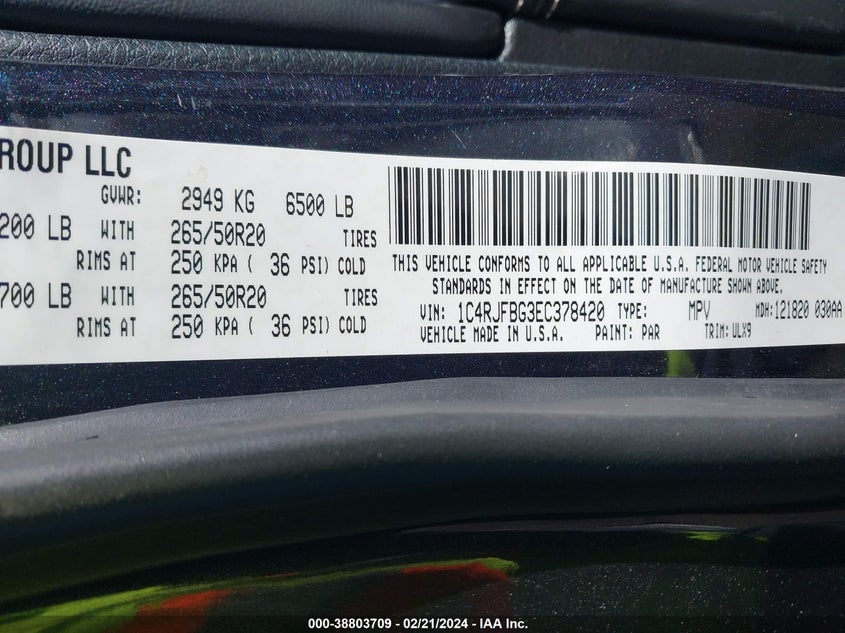 ROUP LLC
GVWR: 2949 KG 6500 LB
200 LB WITH 265/50R20 TIRES
RIMS AT 250 KPA ( 36 PSI) COLD
700 LB WITH 265/50R20 TIRES
RIMS AT 250 KPA ( 36 PSI) COLD
THIS VEHICLE CONFORMS TO ALL APPLICABLE U.S.A. FEDERAL MOTOR VEHICLE SAFETY
STANDARDS IN EFFECT ON THE DATE OF MANUFACTURE SHOWN ABOVE.
VIN: 1C4RJFBG3EC378420 TYPE: MPV MDH: 121820 030AA
VEHICLE MADE IN U.S.A. PAINT: PAR TRIM: ULX9
000-38803709 - 02/21/2024 - IAA Inc.